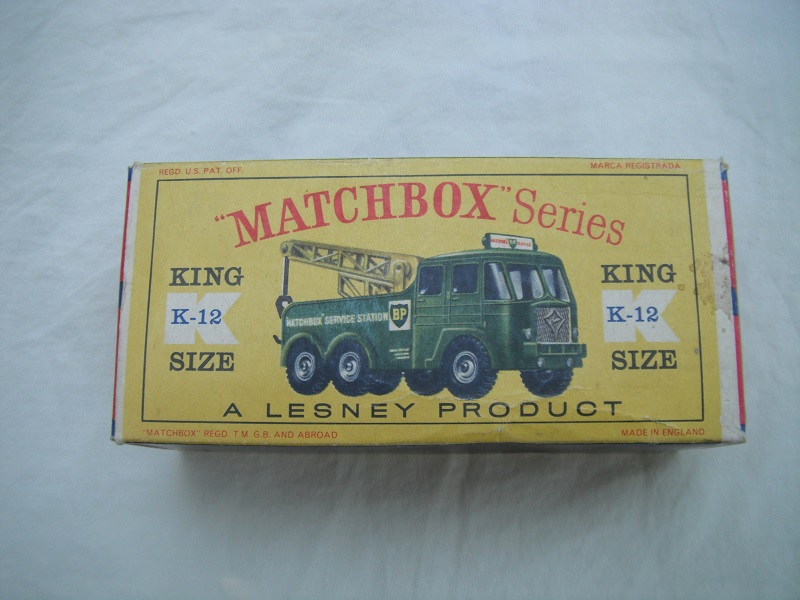 REGD. U.S. PAT. OFF. MARCA REGISTRADA
"MATCHBOX" Series
KING
K-12
SIZE
KING
K-12
SIZE
MATCHBOX SERVICE STATION BP
A LESNEY PRODUCT
"MATCHBOX" REGD. T.M. G.B. AND ABROAD MADE IN ENGLAND